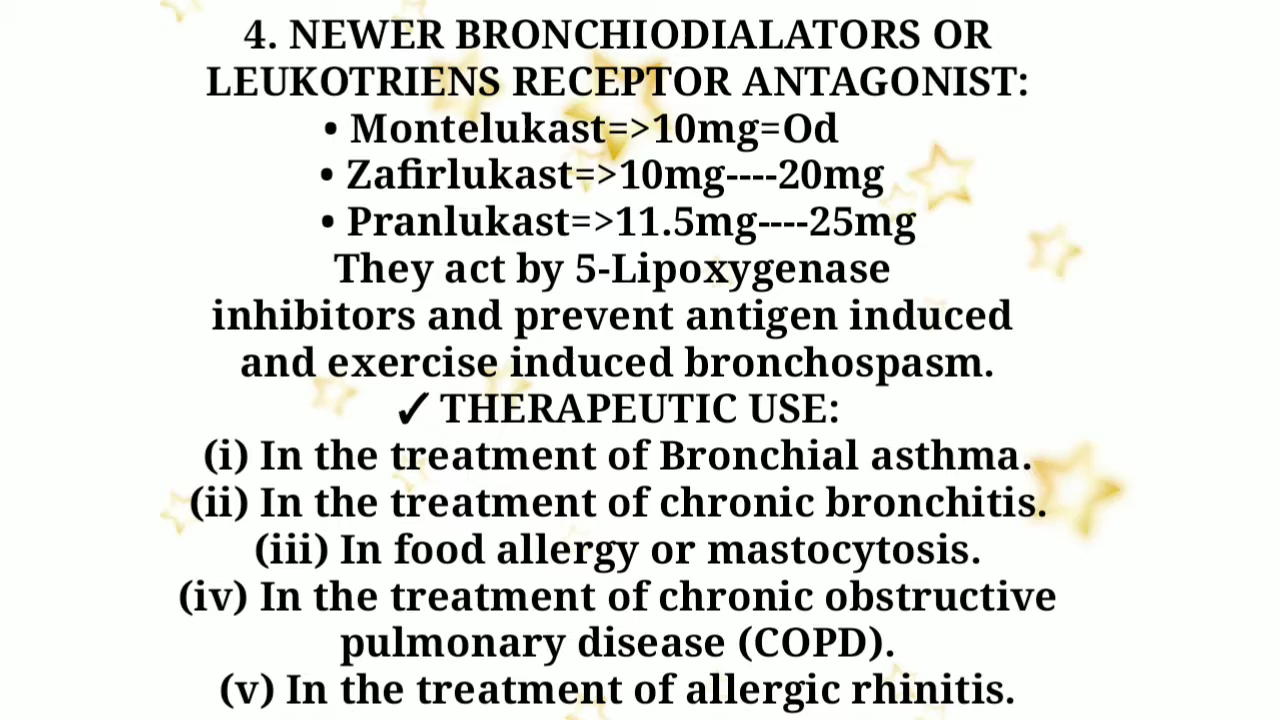 4. NEWER BRONCHIODIALATORS OR
LEUKOTRIENS RECEPTOR ANTAGONIST:
• Montelukast=>10mg=Od
• Zafirlukast=>10mg----20mg
• Pranlukast=>11.5mg----25mg
They act by 5-Lipoxygenase
inhibitors and prevent antigen induced
and exercise induced bronchospasm.
✓THERAPEUTIC USE:
(i) In the treatment of Bronchial asthma.
(ii) In the treatment of chronic bronchitis.
(iii) In food allergy or mastocytosis.
(iv) In the treatment of chronic obstructive
pulmonary disease (COPD).
(v) In the treatment of allergic rhinitis.